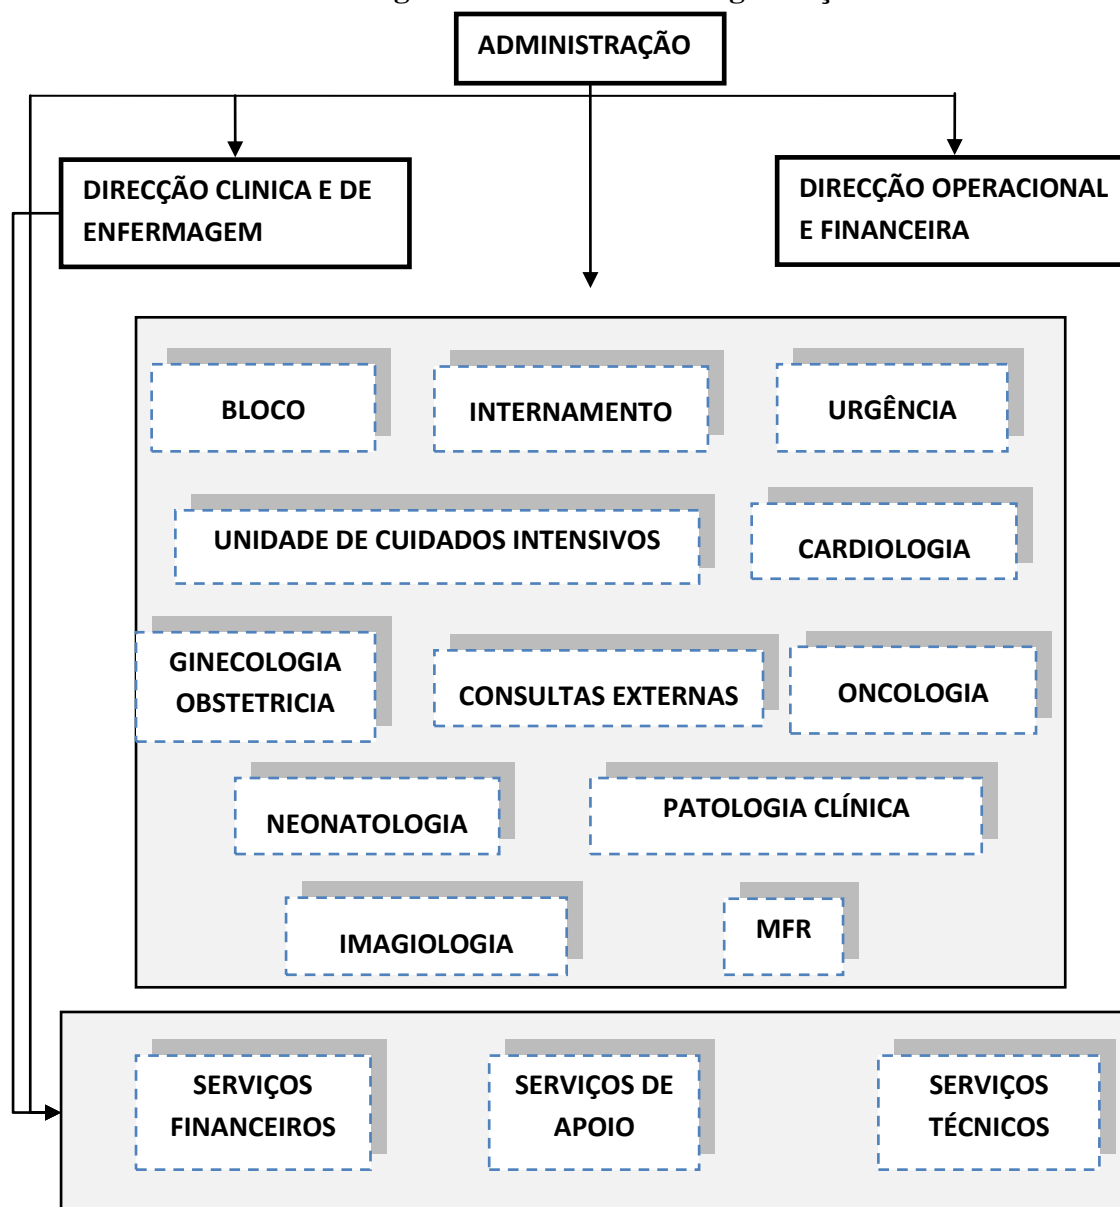 ADMINISTRAÇÃO
DIRECÇÃO CLINICA E DE
ENFERMAGEM
DIRECÇÃO OPERACIONAL
E FINANCEIRA
BLOCO
INTERNAMENTO
URGÊNCIA
UNIDADE DE CUIDADOS INTENSIVOS
CARDIOLOGIA
GINECOLOGIA
OBSTETRICIA
CONSULTAS EXTERNAS
ONCOLOGIA
NEONATOLOGIA
PATOLOGIA CLÍNICA
IMAGIOLOGIA
MFR
SERVIÇOS
FINANCEIROS
SERVIÇOS DE
APOIO
SERVIÇOS
TÉCNICOS